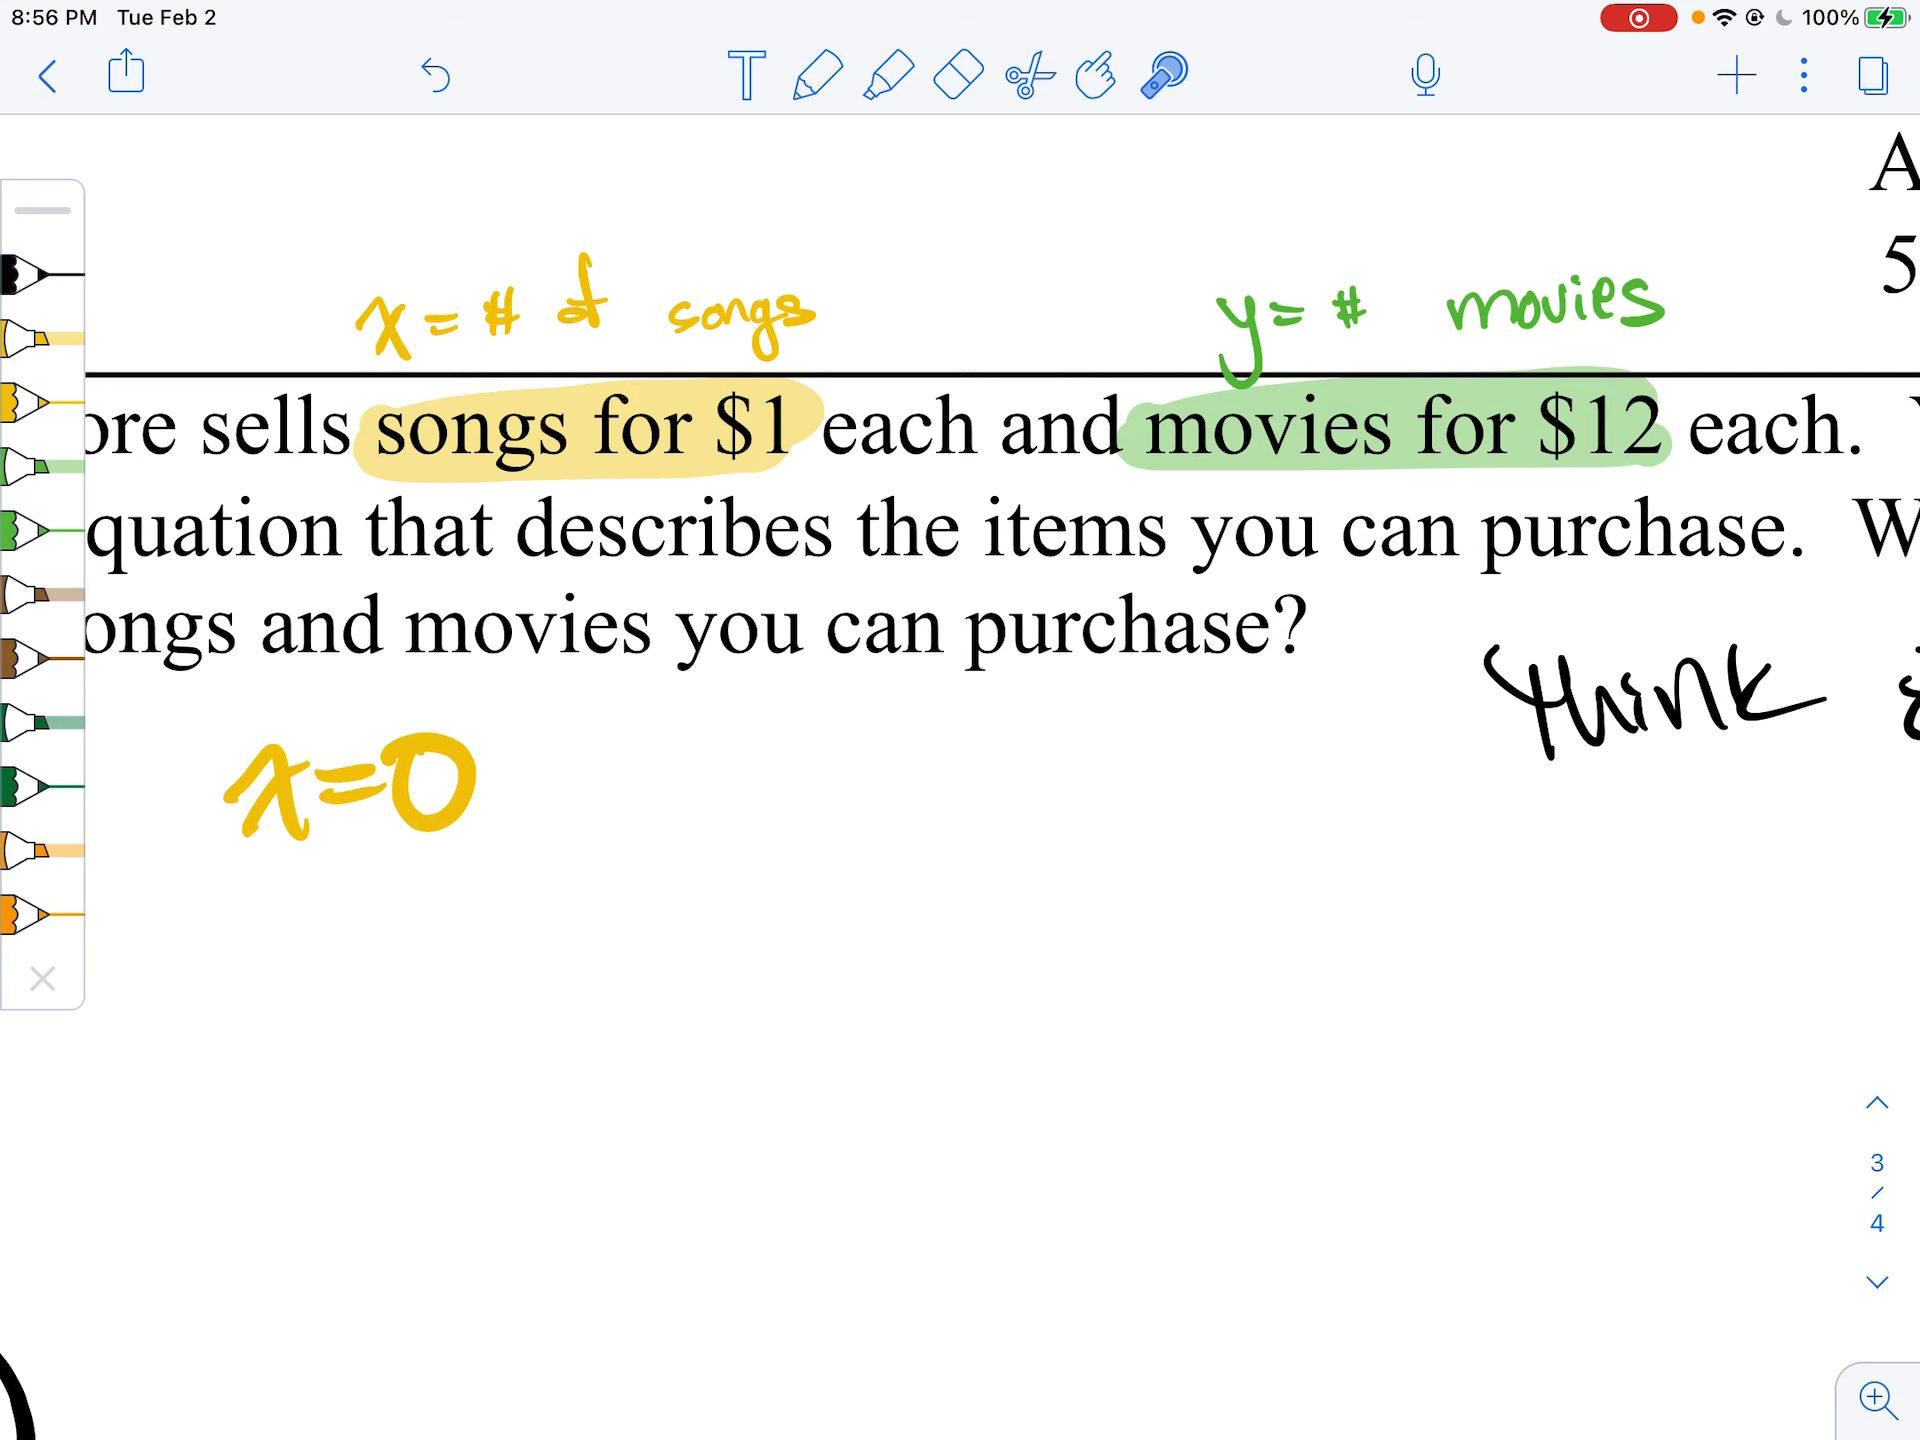 8:56 PM Tue Feb 2
100%
T
A
5
x = # of songs
y = # movies
ore sells songs for $1 each and movies for $12 each.
quation that describes the items you can purchase. W
ongs and movies you can purchase?
think
x=0
3
/
4